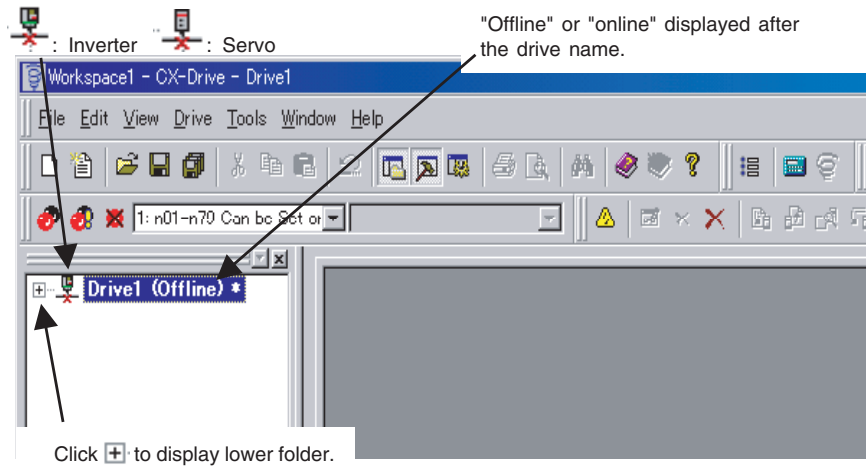 : Inverter : Servo
"Offline" or "online" displayed after
the drive name.
Workspace1 - CX-Drive - Drive1
File Edit View Drive Tools Window Help
1: n01-n79 Can be Set or
Drive1 (Offline) *
Click + to display lower folder.